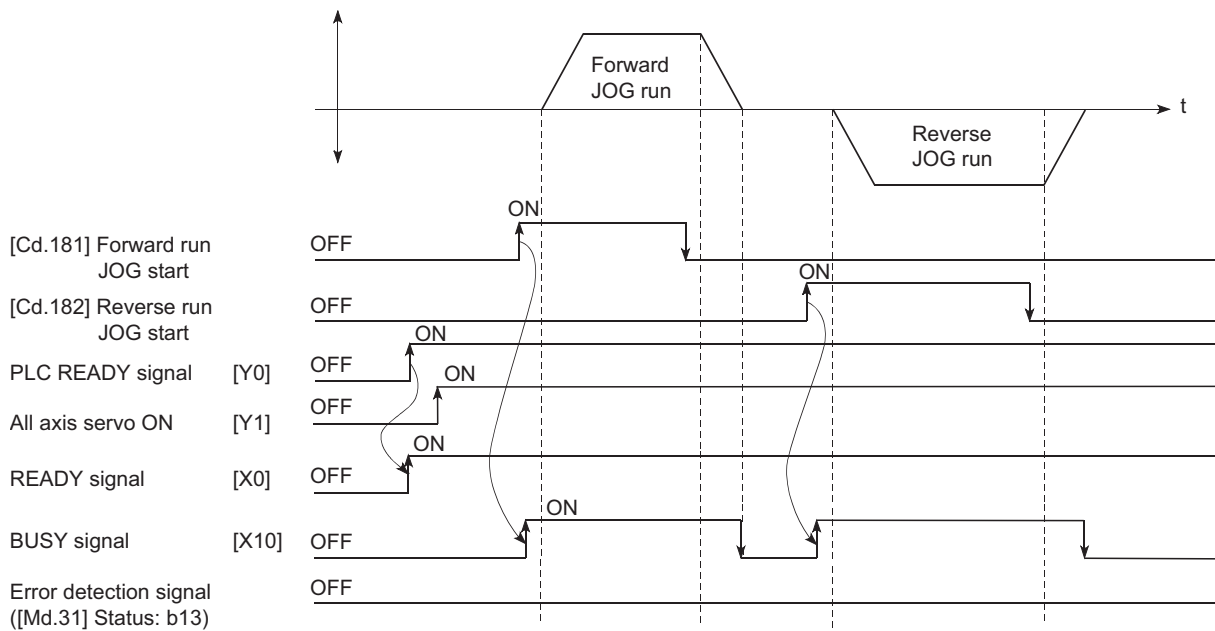 Forward
JOG run
t
Reverse
JOG run
ON
[Cd.181] Forward run
JOG start
OFF
ON
[Cd.182] Reverse run
JOG start
OFF
ON
PLC READY signal [Y0] OFF
ON
All axis servo ON [Y1] OFF
ON
READY signal [X0] OFF
ON
BUSY signal [X10] OFF
Error detection signal OFF
([Md.31] Status: b13)